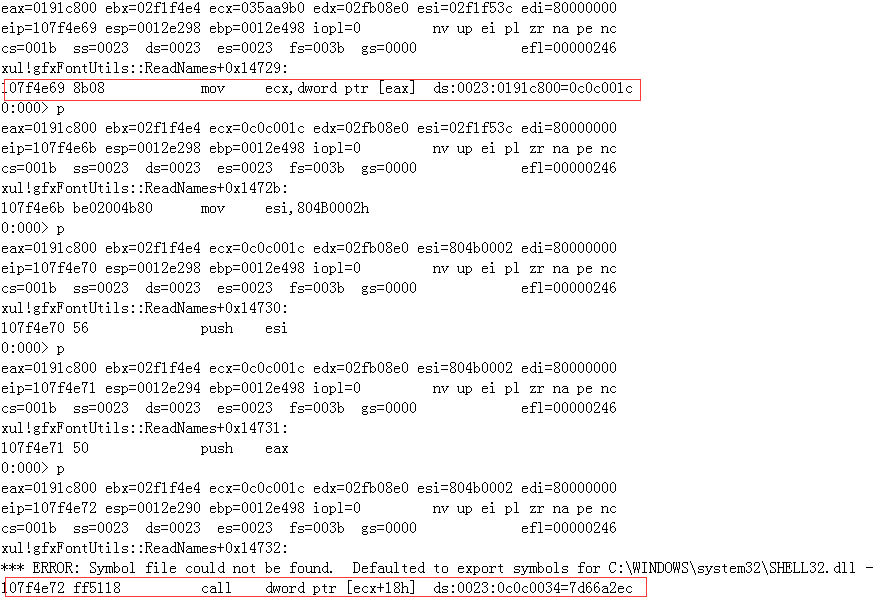 eax=0191c800 ebx=02f1f4e4 ecx=035aa9b0 edx=02fb08e0 esi=02f1f53c edi=80000000
eip=107f4e69 esp=0012e298 ebp=0012e498 iopl=0         nv up ei pl zr na pe nc
cs=001b  ss=0023  ds=0023  es=0023  fs=003b  gs=0000             efl=00000246
xul!gfxFontUtils::ReadNames+0x14729:
107f4e69 8b08            mov     ecx,dword ptr [eax]  ds:0023:0191c800=0c0c001c
0:000> p
eax=0191c800 ebx=02f1f4e4 ecx=0c0c001c edx=02fb08e0 esi=02f1f53c edi=80000000
eip=107f4e6b esp=0012e298 ebp=0012e498 iopl=0         nv up ei pl zr na pe nc
cs=001b  ss=0023  ds=0023  es=0023  fs=003b  gs=0000             efl=00000246
xul!gfxFontUtils::ReadNames+0x1472b:
107f4e6b be02004b80      mov     esi,804B0002h
0:000> p
eax=0191c800 ebx=02f1f4e4 ecx=0c0c001c edx=02fb08e0 esi=804b0002 edi=80000000
eip=107f4e70 esp=0012e298 ebp=0012e498 iopl=0         nv up ei pl zr na pe nc
cs=001b  ss=0023  ds=0023  es=0023  fs=003b  gs=0000             efl=00000246
xul!gfxFontUtils::ReadNames+0x14730:
107f4e70 56              push    esi
0:000> p
eax=0191c800 ebx=02f1f4e4 ecx=0c0c001c edx=02fb08e0 esi=804b0002 edi=80000000
eip=107f4e71 esp=0012e294 ebp=0012e498 iopl=0         nv up ei pl zr na pe nc
cs=001b  ss=0023  ds=0023  es=0023  fs=003b  gs=0000             efl=00000246
xul!gfxFontUtils::ReadNames+0x14731:
107f4e71 50              push    eax
0:000> p
eax=0191c800 ebx=02f1f4e4 ecx=0c0c001c edx=02fb08e0 esi=804b0002 edi=80000000
eip=107f4e72 esp=0012e290 ebp=0012e498 iopl=0         nv up ei pl zr na pe nc
cs=001b  ss=0023  ds=0023  es=0023  fs=003b  gs=0000             efl=00000246
xul!gfxFontUtils::ReadNames+0x14732:
*** ERROR: Symbol file could not be found.  Defaulted to export symbols for C:\WINDOWS\system32\SHELL32.dll -
107f4e72 ff5118          call    dword ptr [ecx+18h]  ds:0023:0c0c0034=7d66a2ec